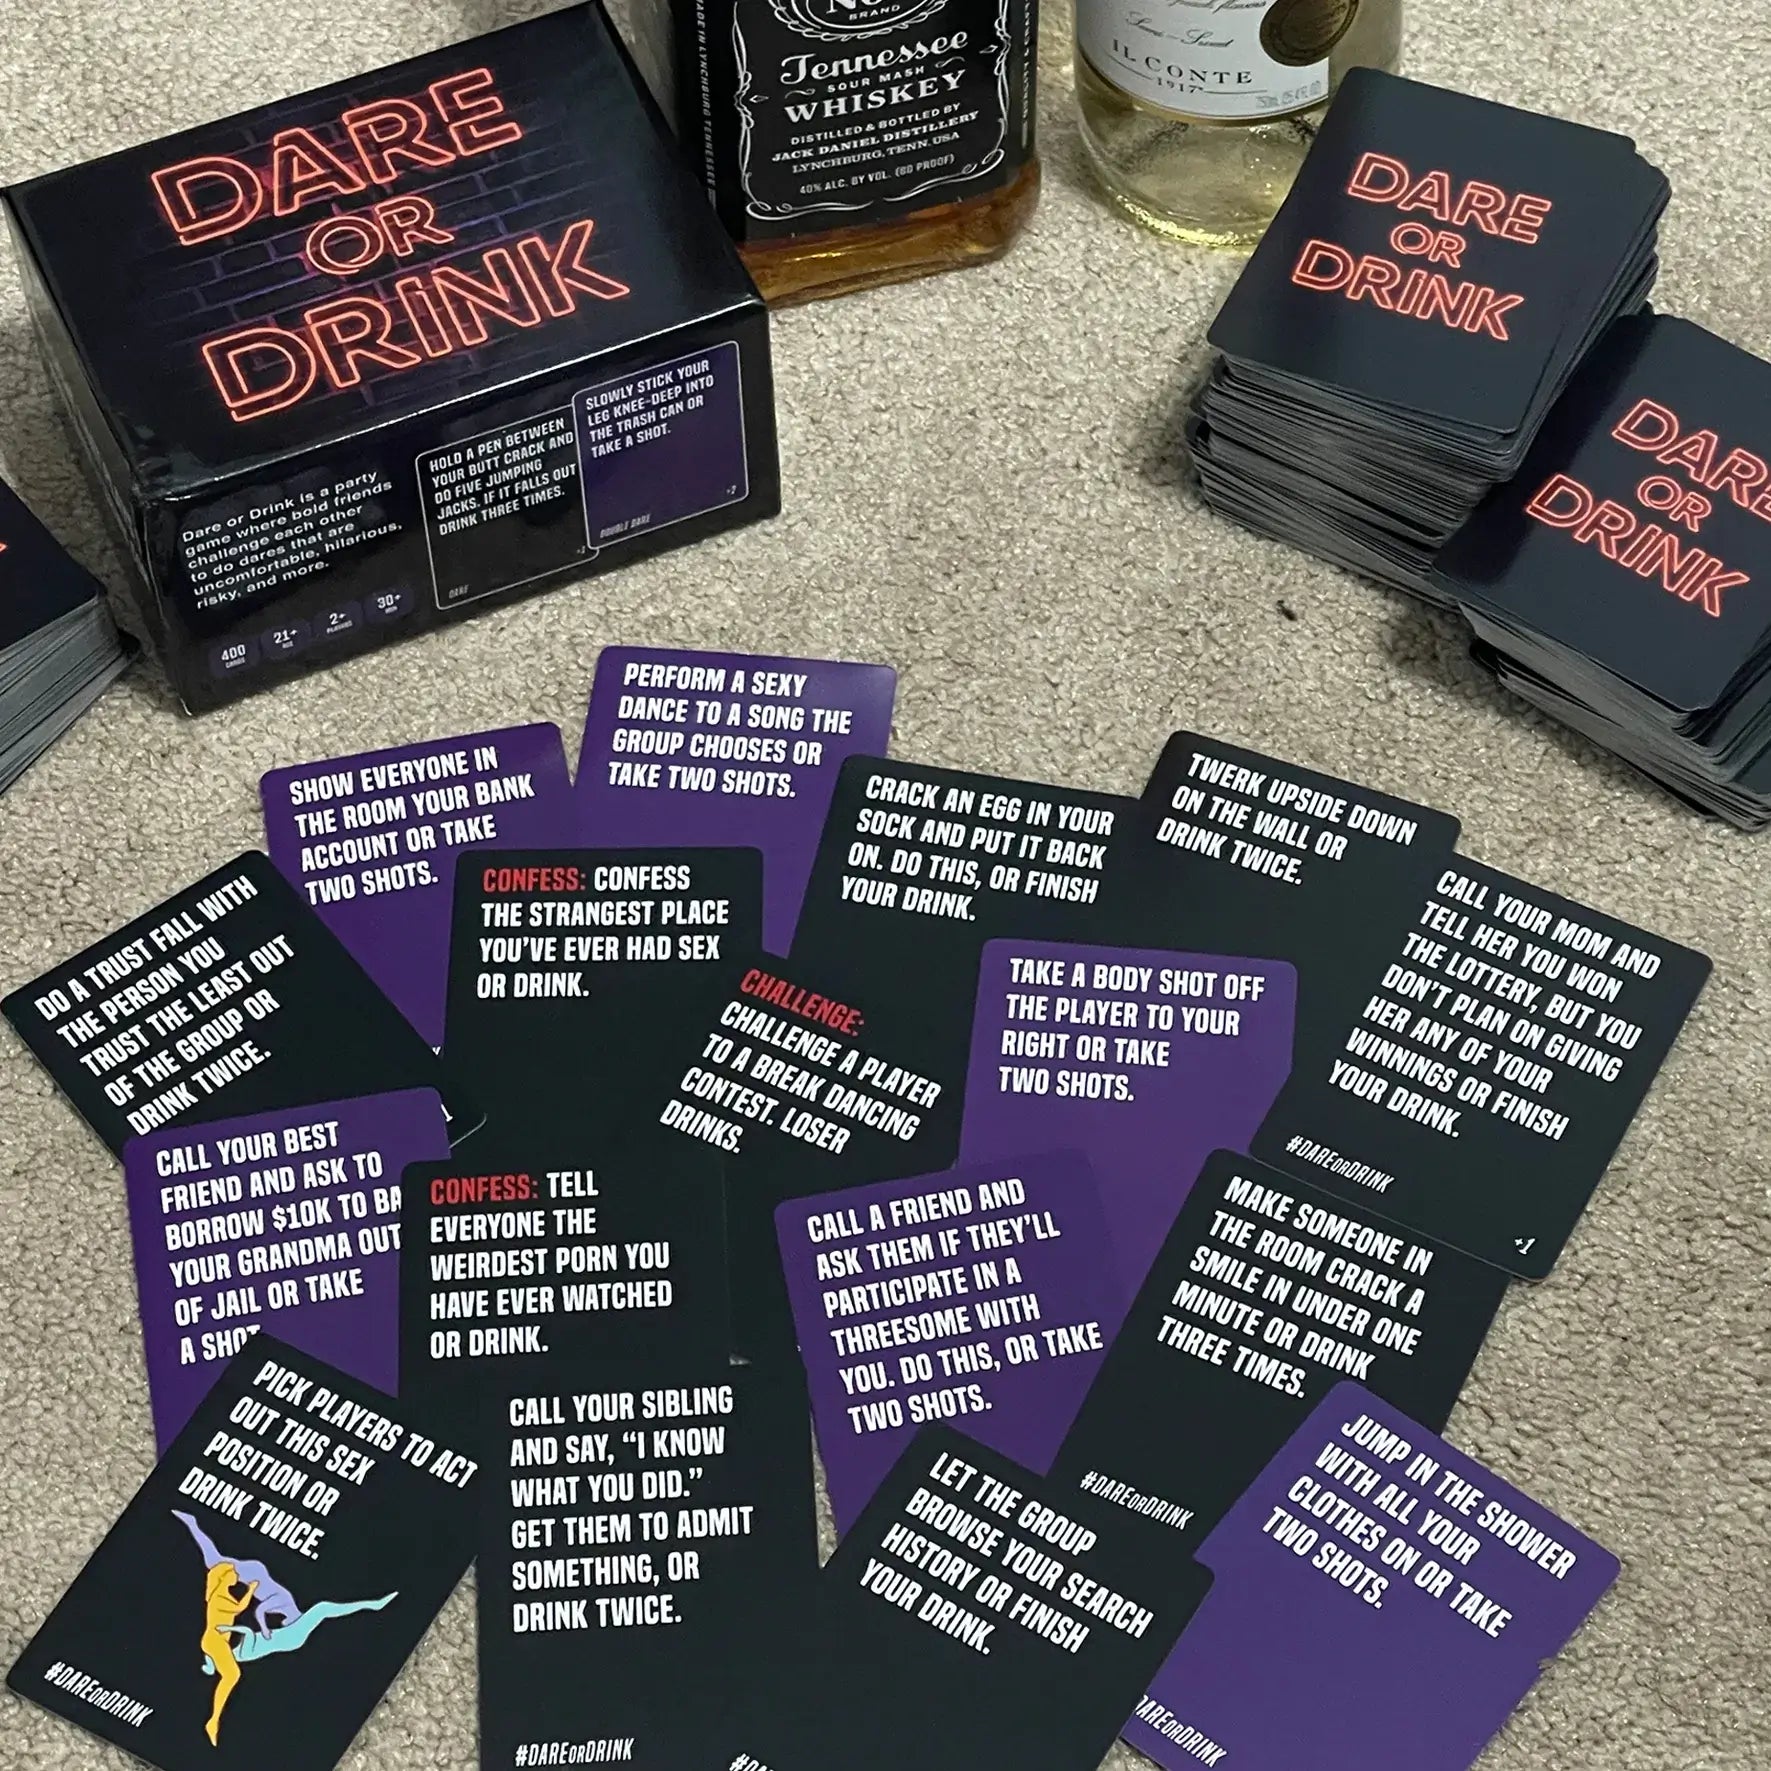 DARE
OR
DRINK
Dare or Drink is a party
game where bold friends
challenge each other
to do dares that are
uncomfortable, hilarious,
risky, and more.
400
CARDS
21+
AGE
2+
PLAYERS
30+
MIN
HOLD A PEN BETWEEN
YOUR BUTT CRACK AND
DO FIVE JUMPING
JACKS. IF IT FALLS OUT
DRINK THREE TIMES.
+1
DARE
SLOWLY STICK YOUR
LEG KNEE-DEEP INTO
THE TRASH CAN OR
TAKE A SHOT.
+2
DOUBLE DARE
MADE IN LYNCHBURG TENNESSEE
BRAND
Tennessee
SOUR MASH
WHISKEY
DISTILLED & BOTTLED BY
JACK DANIEL DISTILLERY
LYNCHBURG, TENN. USA
40% ALC. BY VOL. (80 PROOF)
IL CONTE
1917
DARE
OR
DRINK
DARE
OR
DRINK
SHOW EVERYONE IN
THE ROOM YOUR BANK
ACCOUNT OR TAKE
TWO SHOTS.
PERFORM A SEXY
DANCE TO A SONG THE
GROUP CHOOSES OR
TAKE TWO SHOTS.
CRACK AN EGG IN YOUR
SOCK AND PUT IT BACK
ON. DO THIS, OR FINISH
YOUR DRINK.
TWERK UPSIDE DOWN
ON THE WALL OR
DRINK TWICE.
DO A TRUST FALL WITH
THE PERSON YOU
TRUST THE LEAST OUT
OF THE GROUP OR
DRINK TWICE.
CONFESS: CONFESS
THE STRANGEST PLACE
YOU'VE EVER HAD SEX
OR DRINK.
CHALLENGE:
CHALLENGE A PLAYER
TO A BREAK DANCING
CONTEST. LOSER
DRINKS.
TAKE A BODY SHOT OFF
THE PLAYER TO YOUR
RIGHT OR TAKE
TWO SHOTS.
CALL YOUR MOM AND
TELL HER YOU WON
THE LOTTERY, BUT YOU
DON'T PLAN ON GIVING
HER ANY OF YOUR
WINNINGS OR FINISH
YOUR DRINK.
#DAREORDRINK
+1
CALL YOUR BEST
FRIEND AND ASK TO
BORROW $10K TO BA
YOUR GRANDMA OUT
OF JAIL OR TAKE
A SHOT
CONFESS: TELL
EVERYONE THE
WEIRDEST PORN YOU
HAVE EVER WATCHED
OR DRINK.
CALL A FRIEND AND
ASK THEM IF THEY'LL
PARTICIPATE IN A
THREESOME WITH
YOU. DO THIS, OR TAKE
TWO SHOTS.
MAKE SOMEONE IN
THE ROOM CRACK A
SMILE IN UNDER ONE
MINUTE OR DRINK
THREE TIMES.
#DAREORDRINK
PICK PLAYERS TO ACT
OUT THIS SEX
POSITION OR
DRINK TWICE.
#DAREORDRINK
CALL YOUR SIBLING
AND SAY, “I KNOW
WHAT YOU DID.”
GET THEM TO ADMIT
SOMETHING, OR
DRINK TWICE.
#DAREORDRINK
LET THE GROUP
BROWSE YOUR SEARCH
HISTORY OR FINISH
YOUR DRINK.
JUMP IN THE SHOWER
WITH ALL YOUR
CLOTHES ON OR TAKE
TWO SHOTS.
DAREORDRINK